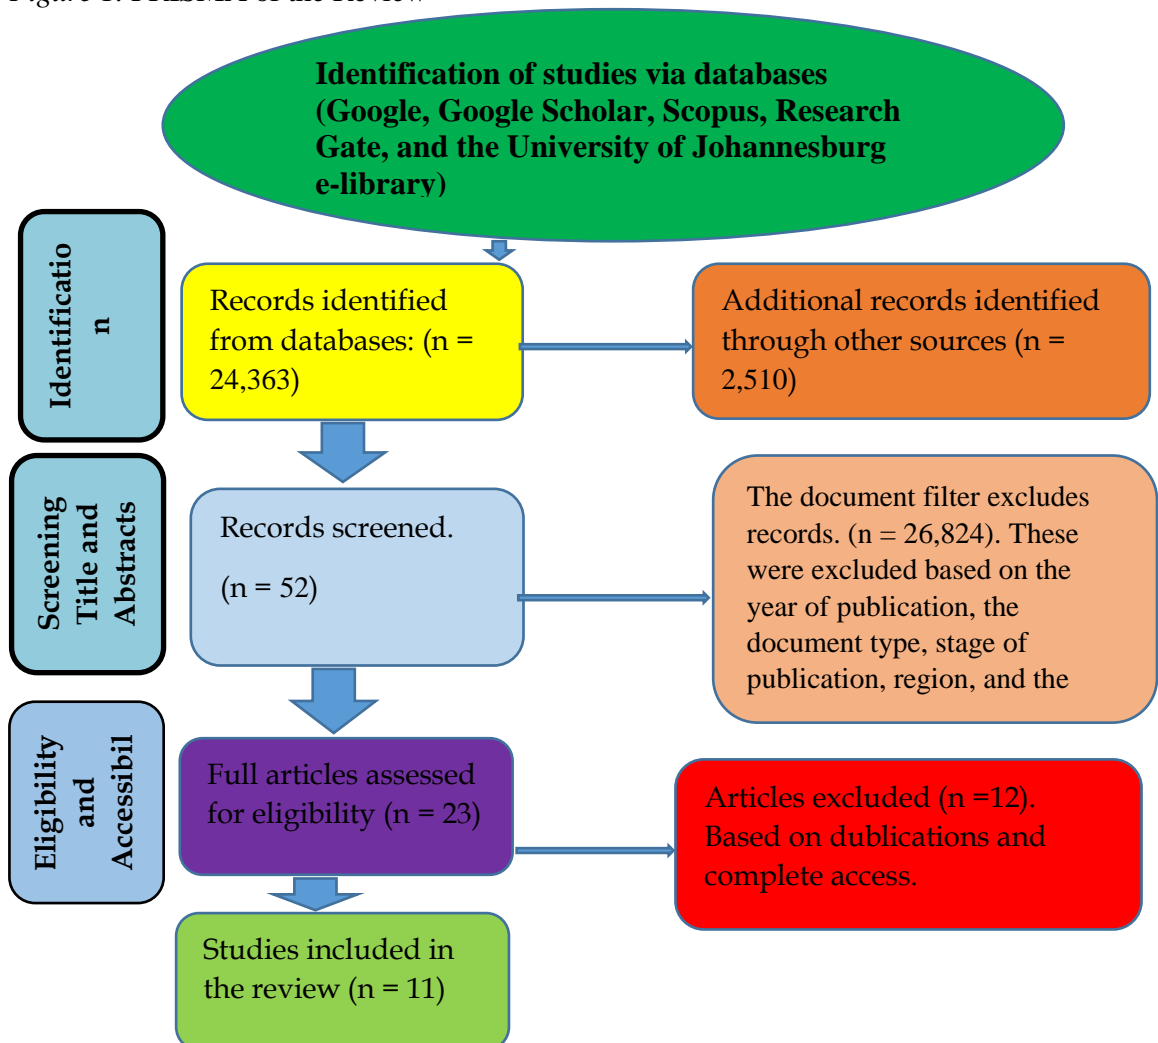 Identification of studies via databases
(Google, Google Scholar, Scopus, Research
Gate, and the University of Johannesburg
e-library)
Identificatio
n
Records identified
from databases: (n =
24,363)
Additional records identified
through other sources (n =
2,510)
Screening
Title and
Abstracts
Records screened.
(n = 52)
The document filter excludes
records. (n = 26,824). These
were excluded based on the
year of publication, the
document type, stage of
publication, region, and the
Eligibility
and
Accessibil
Full articles assessed
for eligibility (n = 23)
Articles excluded (n =12).
Based on dublications and
complete access.
Studies included in
the review (n = 11)